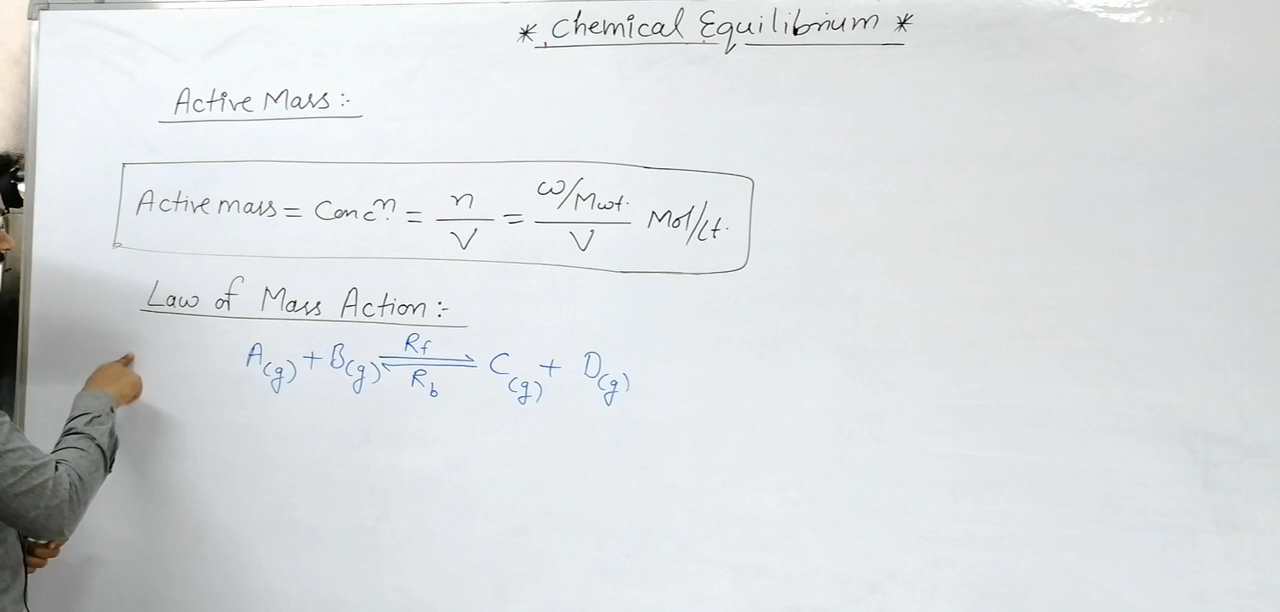 * Chemical Equilibrium *
Active Mass :-
Active mass = Concⁿ. = n/V = (w/Mwt.)/V Mol/Lt.
Law of Mass Action :-
A(g) + B(g) ⇌ C(g) + D(g)
Rf
Rb